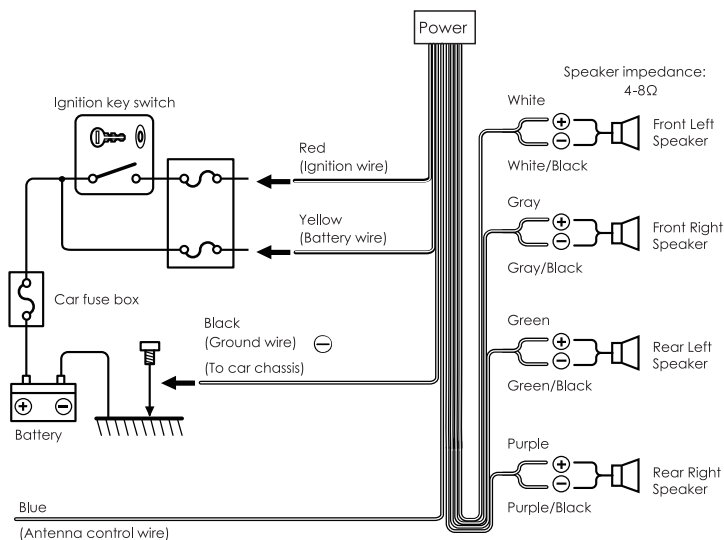 Power
Speaker impedance:
4-8Ω
Ignition key switch
Red
(Ignition wire)
Yellow
(Battery wire)
Car fuse box
Black
(Ground wire)
(To car chassis)
Battery
Blue
(Antenna control wire)
White
White/Black
Front Left
Speaker
Gray
Gray/Black
Front Right
Speaker
Green
Green/Black
Rear Left
Speaker
Purple
Purple/Black
Rear Right
Speaker